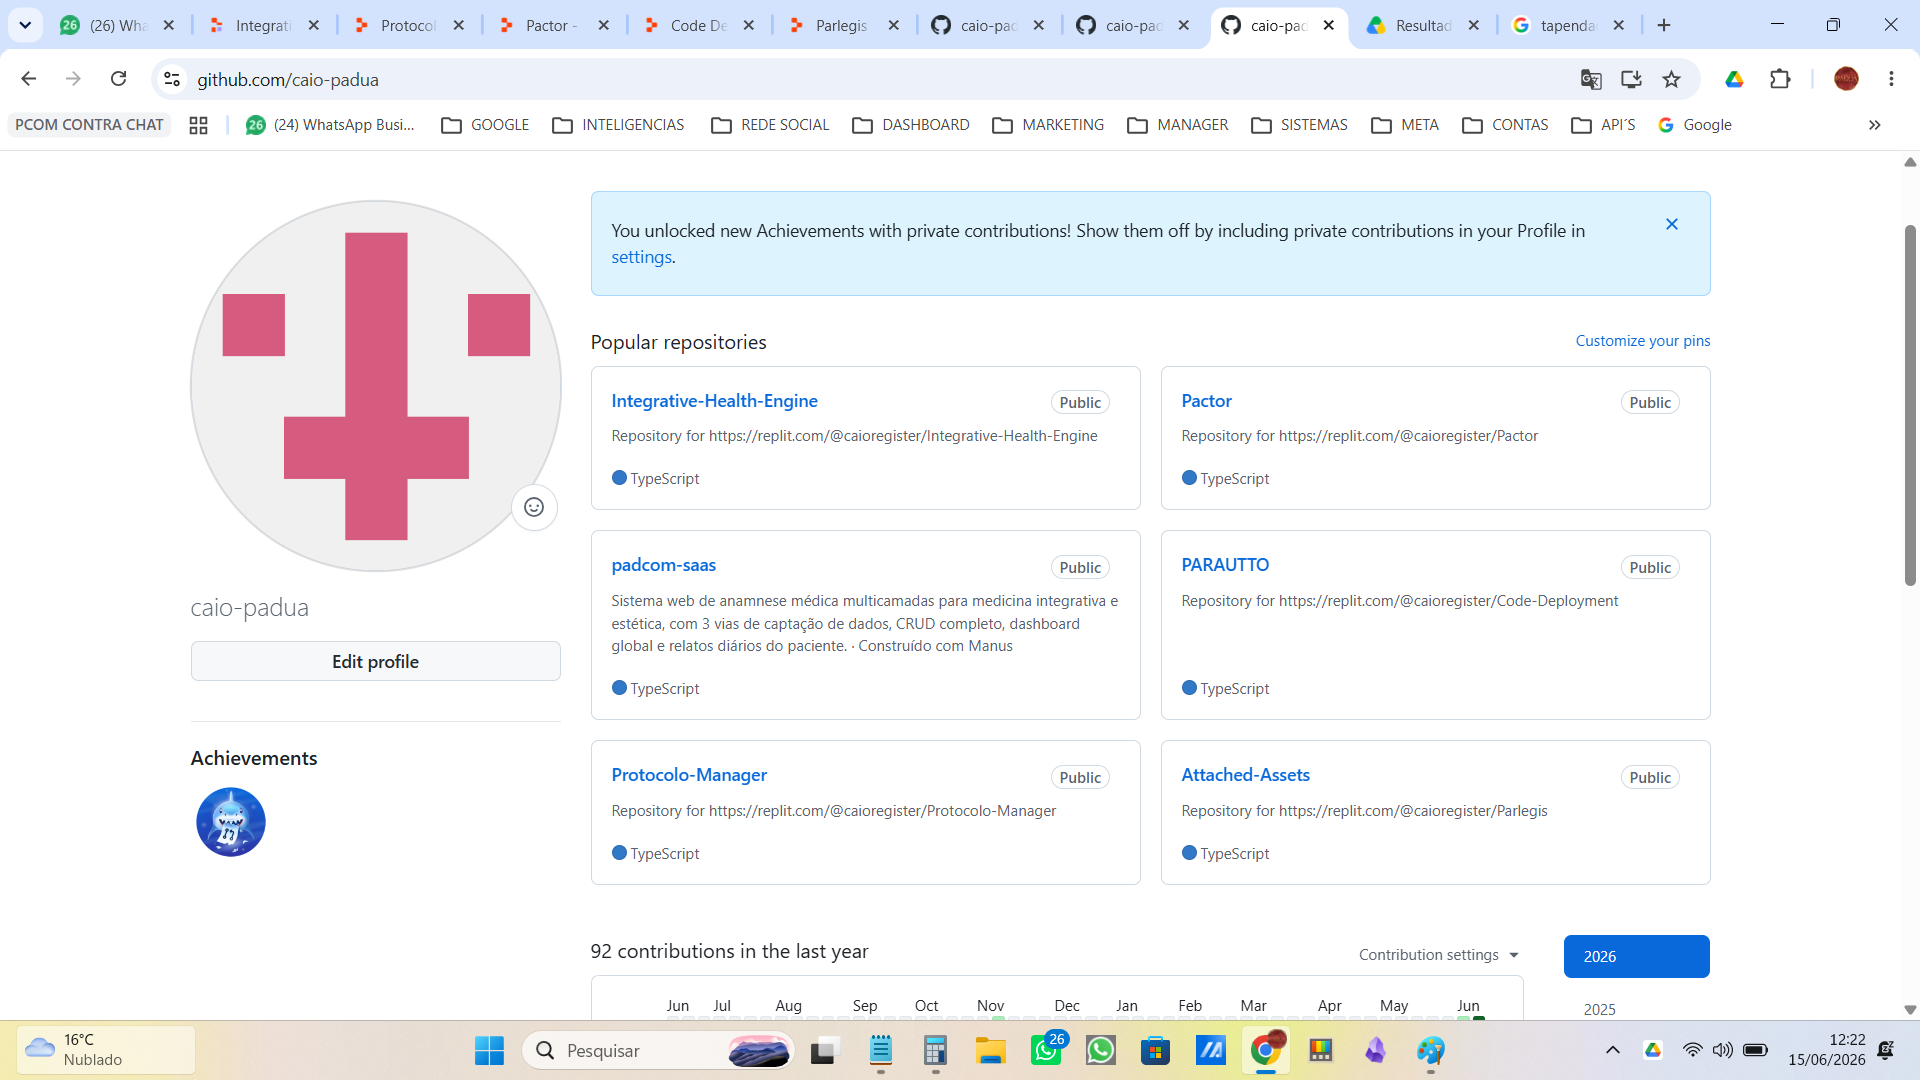 (26) Wha
Integrati
Protocol
Pactor -
Code De
Parlegis
caio-pad
caio-pad
caio-pad
Resultad
tapenda
github.com/caio-padua
PCOM CONTRA CHAT
26
(24) WhatsApp Busi...
GOOGLE
INTELIGENCIAS
REDE SOCIAL
DASHBOARD
MARKETING
MANAGER
SISTEMAS
META
CONTAS
API´S
Google
You unlocked new Achievements with private contributions! Show them off by including private contributions in your Profile in
settings.
Popular repositories
Customize your pins
Integrative-Health-Engine
Public
Repository for https://replit.com/@caioregister/Integrative-Health-Engine
TypeScript
Pactor
Public
Repository for https://replit.com/@caioregister/Pactor
TypeScript
padcom-saas
Public
Sistema web de anamnese médica multicamadas para medicina integrativa e
estética, com 3 vias de captação de dados, CRUD completo, dashboard
global e relatos diários do paciente. · Construído com Manus
TypeScript
PARAUTTO
Public
Repository for https://replit.com/@caioregister/Code-Deployment
TypeScript
Protocolo-Manager
Public
Repository for https://replit.com/@caioregister/Protocolo-Manager
TypeScript
Attached-Assets
Public
Repository for https://replit.com/@caioregister/Parlegis
TypeScript
caio-padua
Edit profile
Achievements
92 contributions in the last year
Contribution settings
2026
2025
Jun Jul Aug Sep Oct Nov Dec Jan Feb Mar Apr May Jun
16°C
Nublado
Pesquisar
26
12:22
15/06/2026